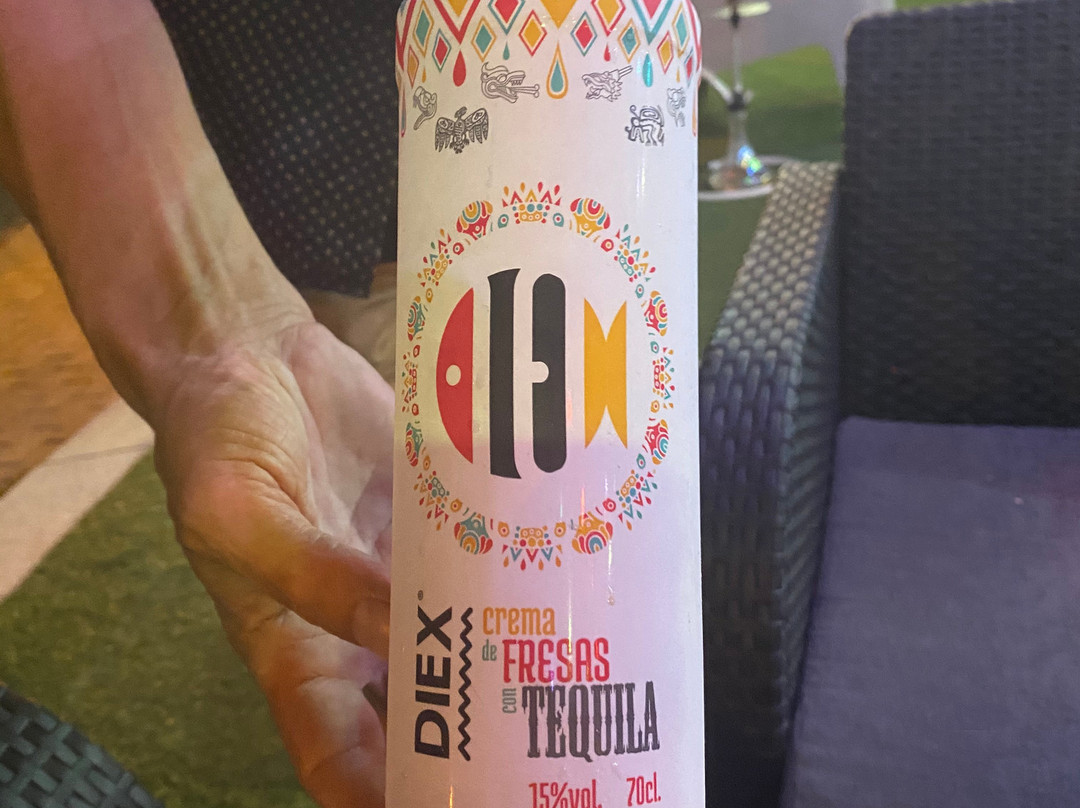 DIEX®
crema
de FRESAS
con TEQUILA
15%vol. 70cl.